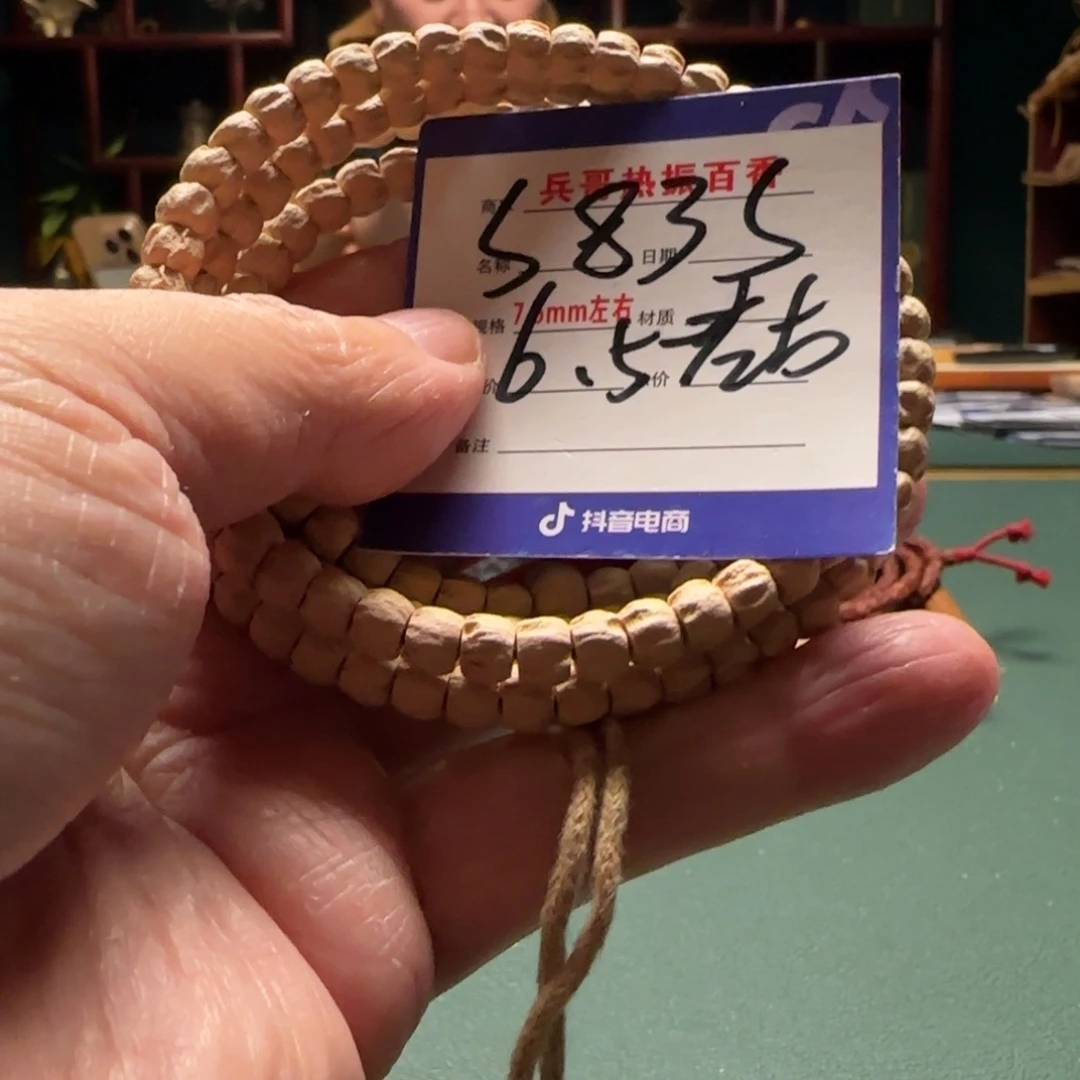 兵哥热振百香
5835
名称 日期
规格 7.5mm左右 材质
6.5左右
价 价
备注
抖音电商